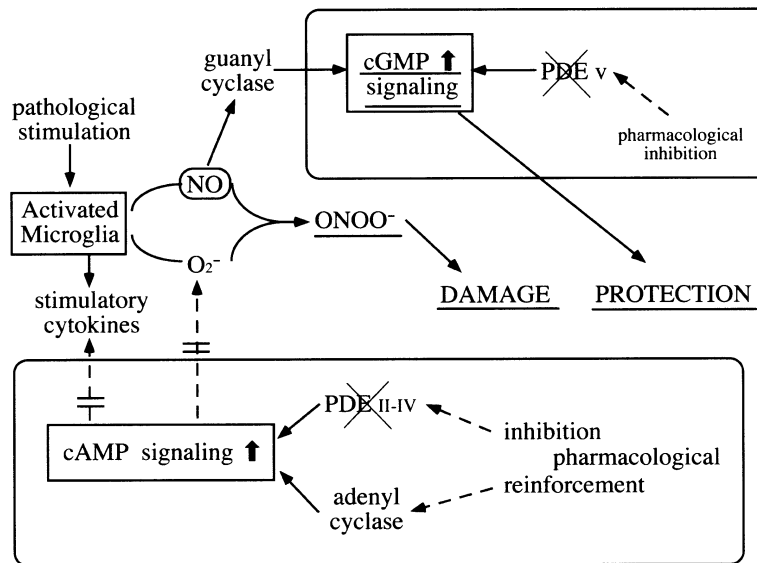 guanyl
cyclase
cGMP ⬆
signaling
PDE V
pharmacological
inhibition
pathological
stimulation
NO
Activated
Microglia
ONOO⁻
O₂⁻
stimulatory
cytokines
DAMAGE
PROTECTION
PDE II-IV
cAMP signaling ⬆
inhibition
pharmacological
reinforcement
adenyl
cyclase